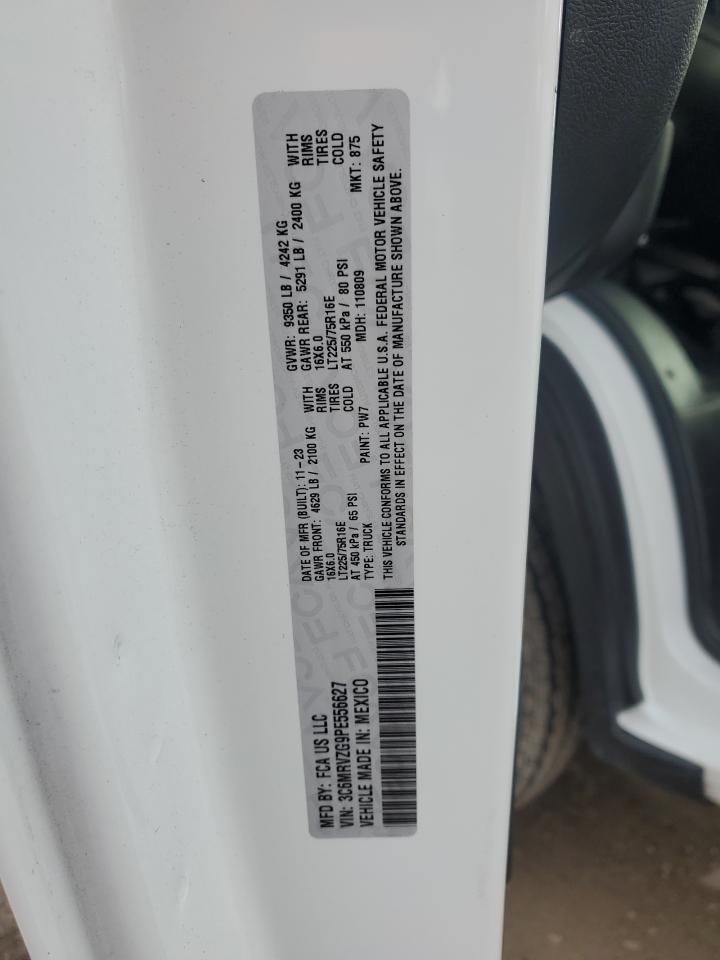 MFD BY: FCA US LLC
VIN: 3C6MRVZG9PE556627
VEHICLE MADE IN: MEXICO
DATE OF MFR (BUILT): 11-23
GVWR: 9350 LB / 4242 KG
GAWR FRONT: 4629 LB / 2100 KG WITH
GAWR REAR: 5291 LB / 2400 KG WITH
16X6.0 RIMS
16X6.0 RIMS
LT225/75R16E TIRES
LT225/75R16E TIRES
AT 450 kPa / 65 PSI COLD
AT 550 kPa / 80 PSI COLD
TYPE: TRUCK PAINT: PW7 MDH: 110809 MKT: 875
THIS VEHICLE CONFORMS TO ALL APPLICABLE U.S.A. FEDERAL MOTOR VEHICLE SAFETY
STANDARDS IN EFFECT ON THE DATE OF MANUFACTURE SHOWN ABOVE.